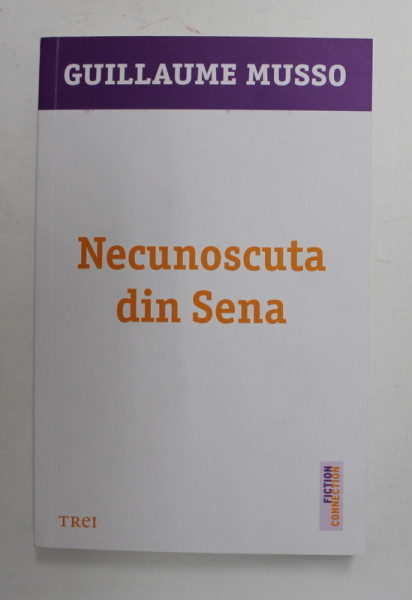 GUILLAUME MUSSO
Necunoscuta
din Sena
TREI
FICTION
CONNECTION